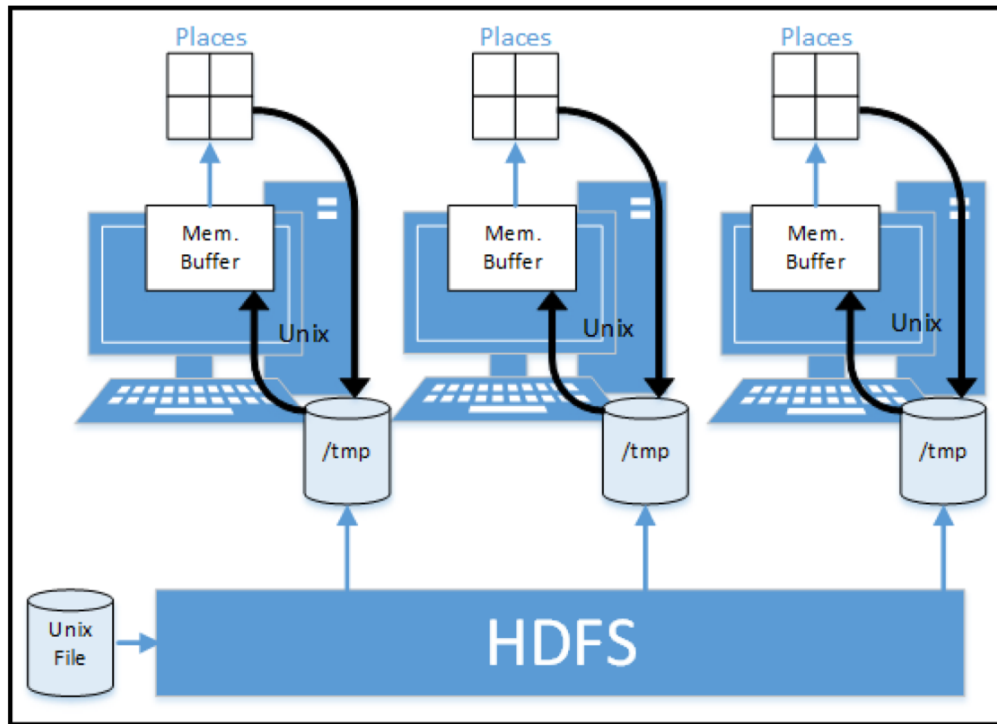 Places
Places
Places
Mem.
Buffer
Mem.
Buffer
Mem.
Buffer
Unix
Unix
Unix
/tmp
/tmp
/tmp
Unix
File
HDFS